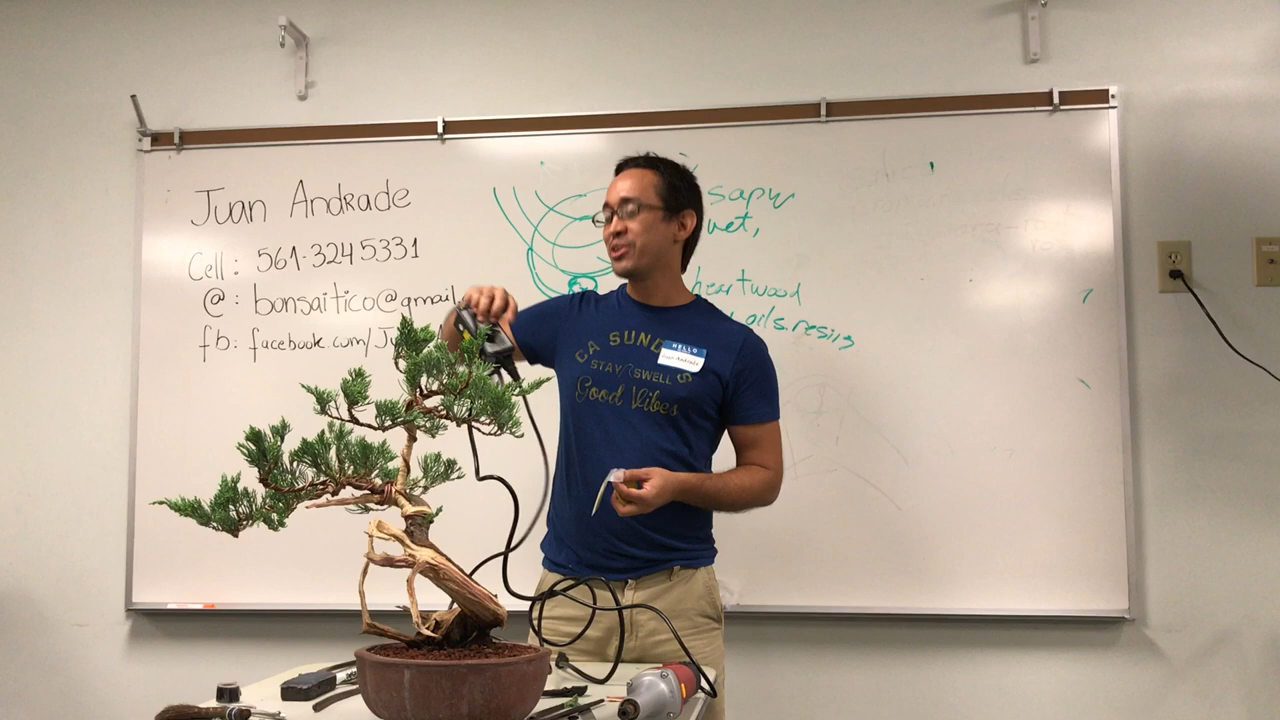 Juan Andrade
Cell: 561-324 5331
@: bonsaitico@gmail
fb: facebook.com/Ju
sapw
wet,
heartwood
oils.resins
CA SUND S
STAY SWELL
Good Vibes
HELLO
Juan Andrade